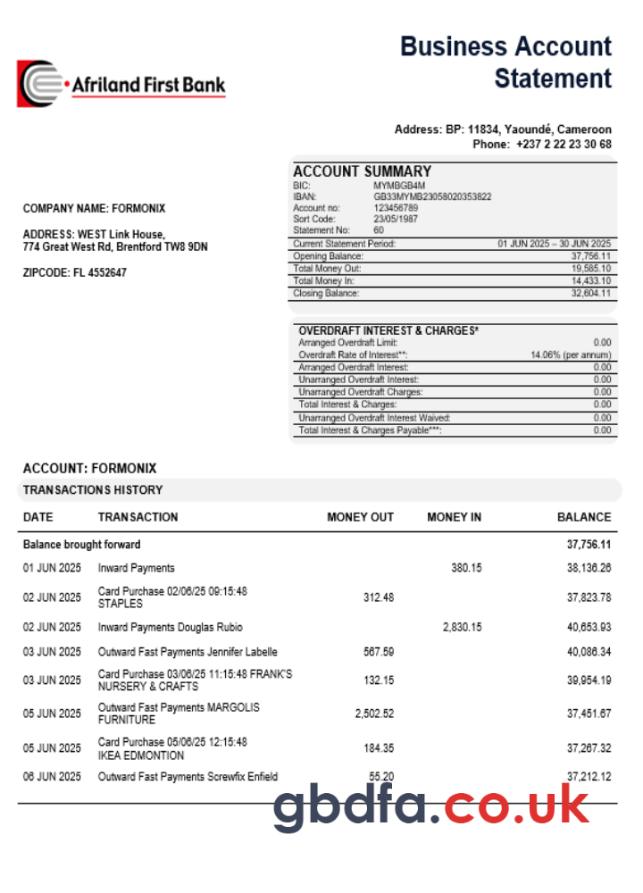 Business Account
Statement
Afriland First Bank
Address: BP: 11834, Yaoundé, Cameroon
Phone: +237 2 22 23 30 68
ACCOUNT SUMMARY
BIC: MYMBGB4M
IBAN: GB33MYMB23058020353822
Account no: 123456789
Sort Code: 23/05/1987
Statement No: 60
Current Statement Period: 01 JUN 2025 – 30 JUN 2025
Opening Balance: 37,756.11
Total Money Out: 19,585.10
Total Money In: 14,433.10
Closing Balance: 32,604.11
COMPANY NAME: FORMONIX
ADDRESS: WEST Link House,
774 Great West Rd, Brentford TW8 9DN
ZIPCODE: FL 4552647
OVERDRAFT INTEREST & CHARGES*
Arranged Overdraft Limit: 0.00
Overdraft Rate of Interest**: 14.06% (per annum)
Arranged Overdraft Interest: 0.00
Unarranged Overdraft Interest: 0.00
Unarranged Overdraft Charges: 0.00
Total Interest & Charges: 0.00
Unarranged Overdraft Interest Waived: 0.00
Total Interest & Charges Payable***: 0.00
ACCOUNT: FORMONIX
TRANSACTIONS HISTORY
DATE TRANSACTION MONEY OUT MONEY IN BALANCE
Balance brought forward 37,756.11
01 JUN 2025 Inward Payments 380.15 38,136.26
02 JUN 2025 Card Purchase 02/06/25 09:15:48 312.48 37,823.78
STAPLES
02 JUN 2025 Inward Payments Douglas Rubio 2,830.15 40,653.93
03 JUN 2025 Outward Fast Payments Jennifer Labelle 567.59 40,086.34
03 JUN 2025 Card Purchase 03/06/25 11:15:48 FRANK'S 132.15 39,954.19
NURSERY & CRAFTS
05 JUN 2025 Outward Fast Payments MARGOLIS 2,502.52 37,451.67
FURNITURE
05 JUN 2025 Card Purchase 05/06/25 12:15:48 184.35 37,267.32
IKEA EDMONTION
06 JUN 2025 Outward Fast Payments Screwfix Enfield 55.20 37,212.12
gbdfa.co.uk